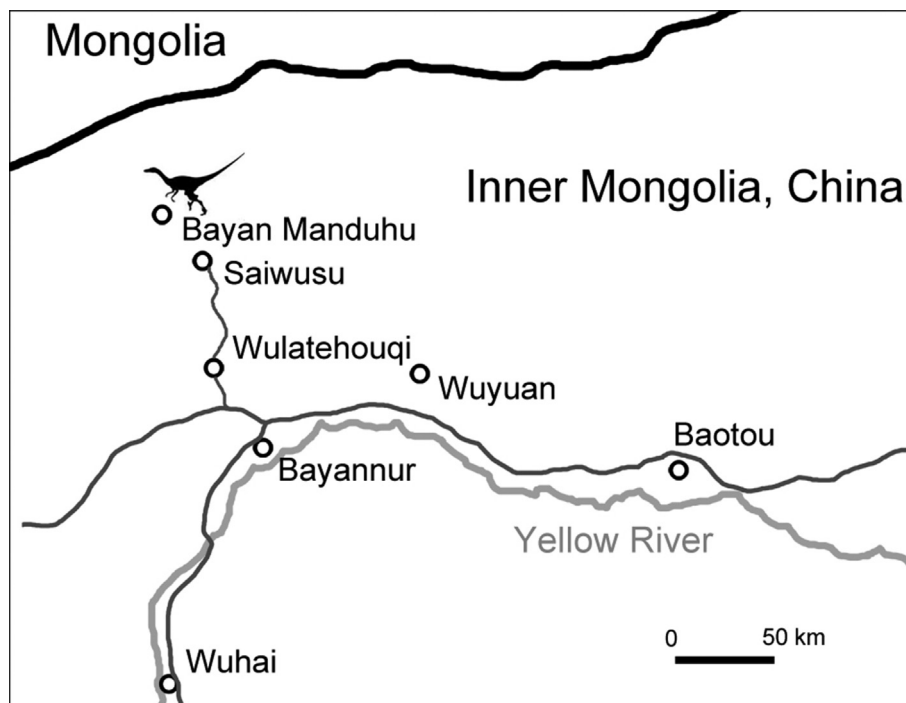 Mongolia
Inner Mongolia, China
Bayan Manduhu
Saiwusu
Wulatehouqi
Wuyuan
Baotou
Bayannur
Yellow River
0 50 km
Wuhai